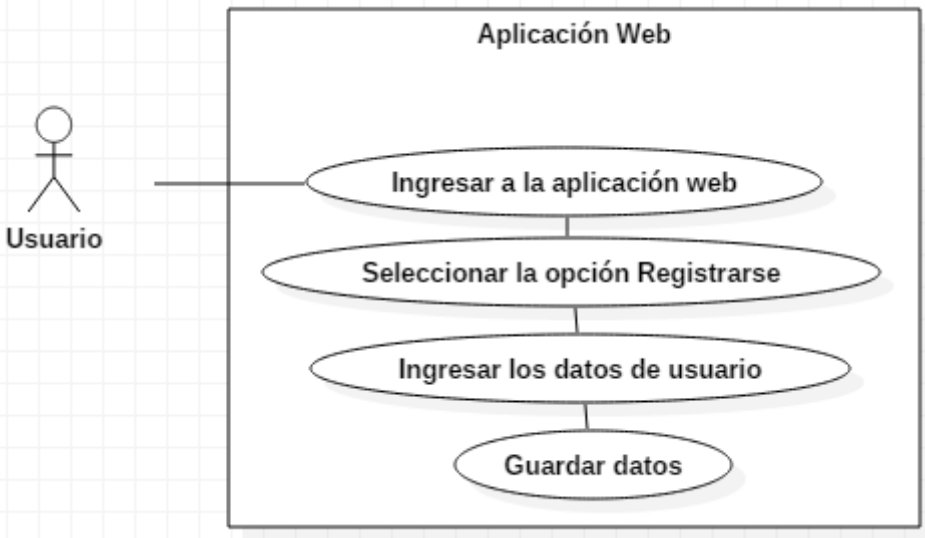 Aplicación Web
Ingresar a la aplicación web
Usuario
Seleccionar la opción Registrarse
Ingresar los datos de usuario
Guardar datos